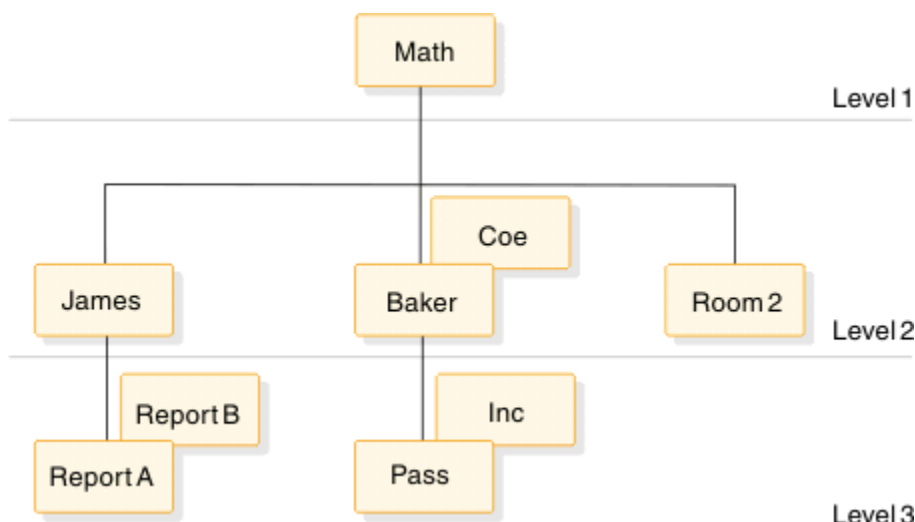 Math
Level 1
Coe
James
Baker
Room 2
Level 2
Report B
Inc
Report A
Pass
Level 3